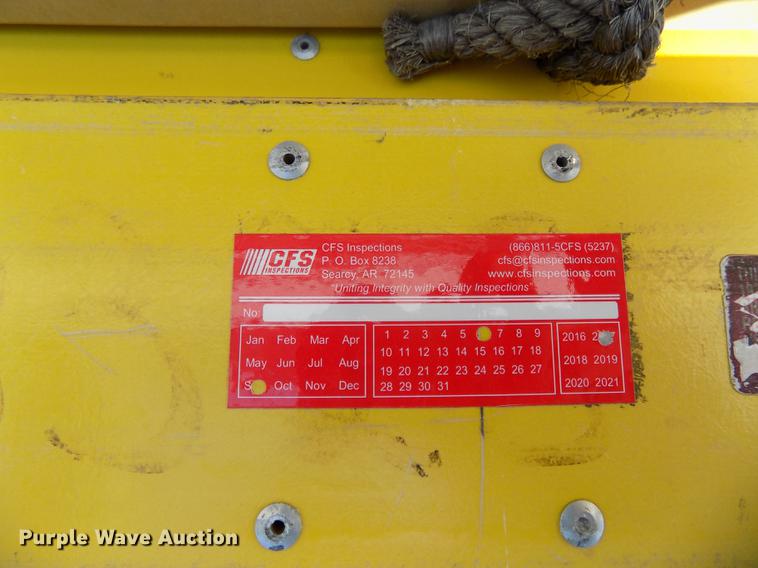 CFS
INSPECTIONS
CFS Inspections
P. O. Box 8238
Searcy, AR 72145
(866)811-5CFS (5237)
cfs@cfsinspections.com
www.cfsinspections.com
"Uniting Integrity with Quality Inspections"
No:
Jan Feb Mar Apr
May Jun Jul Aug
Oct Nov Dec
1 2 3 4 5 7 8 9
10 11 12 13 14 15 16 17 18
19 20 21 22 23 24 25 26 27
28 29 30 31
2016
2018 2019
2020 2021
Purple Wave Auction